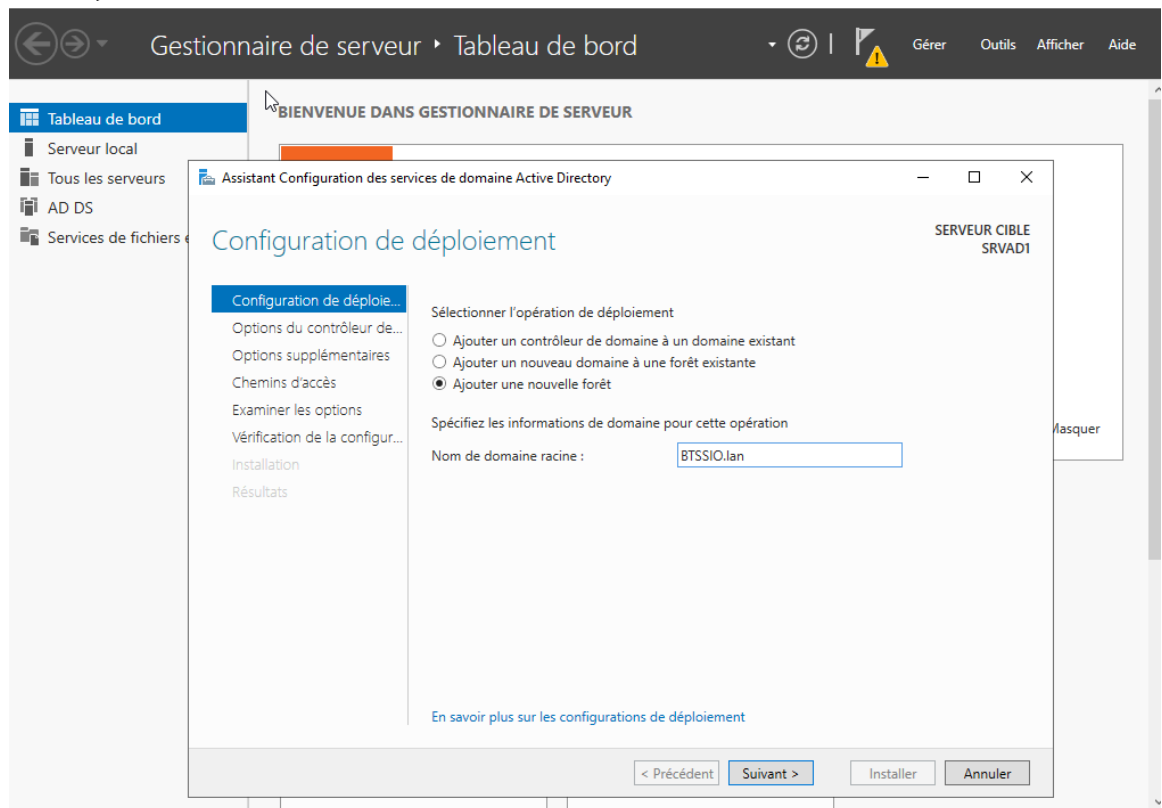 Gestionnaire de serveur ‣ Tableau de bord
Gérer Outils Afficher Aide
Tableau de bord
Serveur local
Tous les serveurs
AD DS
Services de fichiers e
BIENVENUE DANS GESTIONNAIRE DE SERVEUR
Assistant Configuration des services de domaine Active Directory
Configuration de déploiement
SERVEUR CIBLE
SRVAD1
Configuration de déploie...
Options du contrôleur de...
Options supplémentaires
Chemins d'accès
Examiner les options
Vérification de la configur...
Installation
Résultats
Sélectionner l'opération de déploiement
Ajouter un contrôleur de domaine à un domaine existant
Ajouter un nouveau domaine à une forêt existante
Ajouter une nouvelle forêt
Spécifiez les informations de domaine pour cette opération
Nom de domaine racine : BTSSIO.lan
En savoir plus sur les configurations de déploiement
< Précédent Suivant > Installer Annuler
Masquer